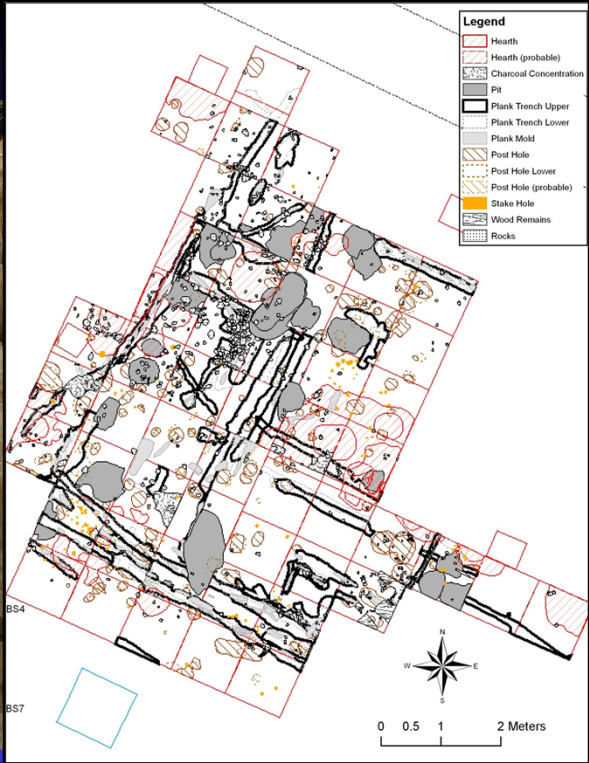 Legend
Hearth
Hearth (probable)
Charcoal Concentration
Pit
Plank Trench Upper
Plank Trench Lower
Plank Mold
Post Hole
Post Hole Lower
Post Hole (probable)
Stake Hole
Wood Remains
Rocks
BS4
BS7
N
W E
S
0 0.5 1 2 Meters